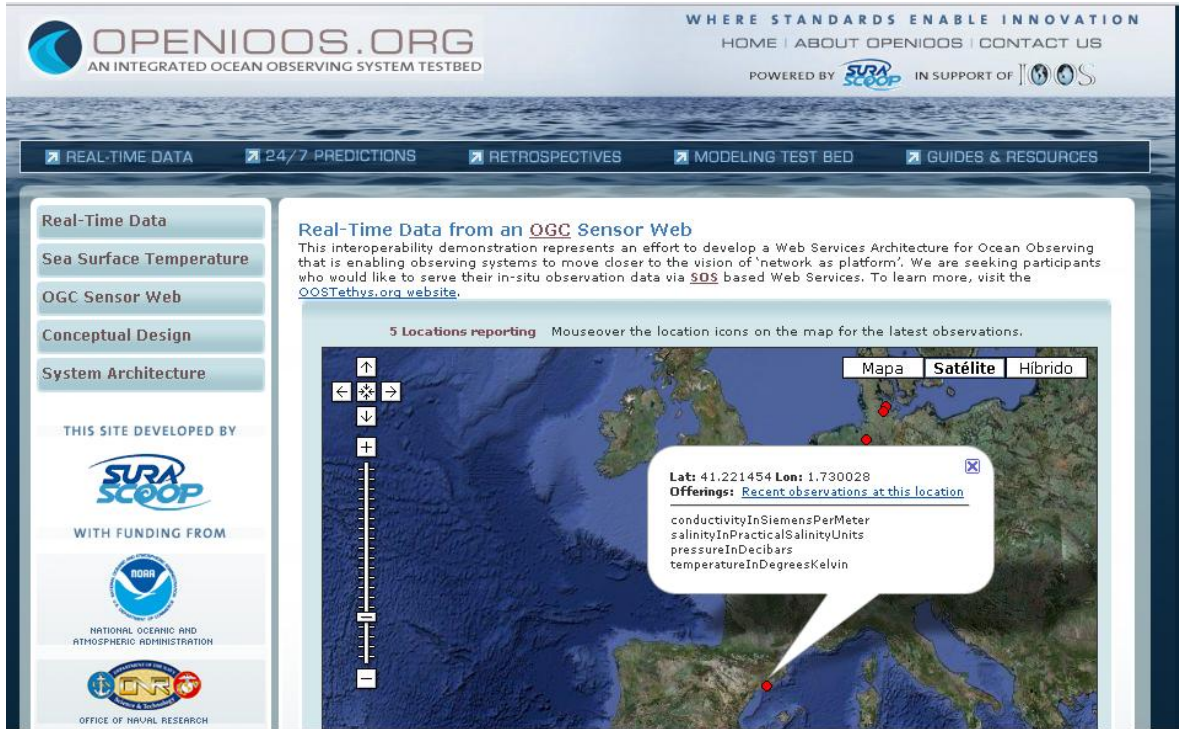 OPENIOOS.ORG
AN INTEGRATED OCEAN OBSERVING SYSTEM TESTBED
WHERE STANDARDS ENABLE INNOVATION
HOME | ABOUT OPENIOOS | CONTACT US
POWERED BY SURA SCOOP IN SUPPORT OF IOOS
REAL-TIME DATA
24/7 PREDICTIONS
RETROSPECTIVES
MODELING TEST BED
GUIDES & RESOURCES
Real-Time Data
Sea Surface Temperature
OGC Sensor Web
Conceptual Design
System Architecture
THIS SITE DEVELOPED BY
SURA
SCOOP
WITH FUNDING FROM
NOAA
NATIONAL OCEANIC AND
ATMOSPHERIC ADMINISTRATION
OFFICE OF NAVAL RESEARCH
Real-Time Data from an OGC Sensor Web
This interoperability demonstration represents an effort to develop a Web Services Architecture for Ocean Observing
that is enabling observing systems to move closer to the vision of 'network as platform'. We are seeking participants
who would like to serve their in-situ observation data via SOS based Web Services. To learn more, visit the
OOSTethys.org website.
5 Locations reporting Mouseover the location icons on the map for the latest observations.
Mapa
Satélite
Híbrido
Lat: 41.221454 Lon: 1.730028
Offerings: Recent observations at this location
conductivityInSiemensPerMeter
salinityInPracticalSalinityUnits
pressureInDecibars
temperatureInDegreesKelvin